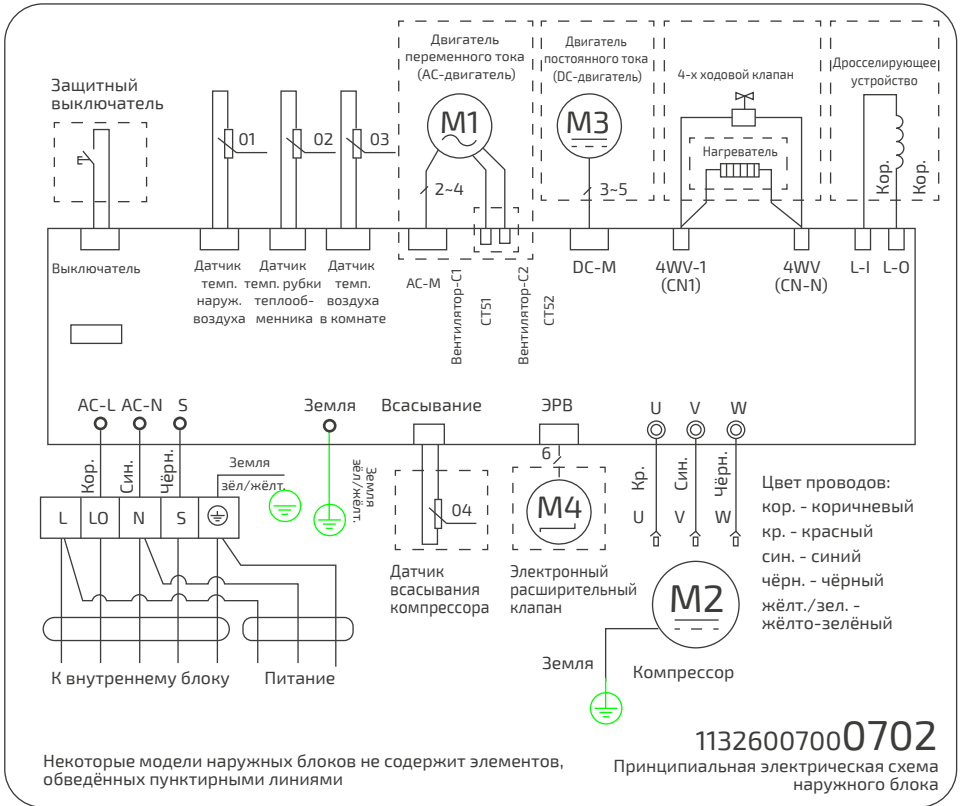 Двигатель
переменного тока
(АС-двигатель)
Двигатель
постоянного тока
(DC-двигатель)
4-х ходовой клапан
Дросселирующее
устройство
Защитный
выключатель
01
02
03
M1
2~4
M3
3~5
Нагреватель
Кор.
Кор.
Выключатель
Датчик
темп.
наруж.
воздуха
Датчик
темп. рубки
теплооб-
менника
Датчик
темп.
воздуха
в комнате
AC-M
Вентилятор-C1
CT51
Вентилятор-C2
CT52
DC-M
4WV-1
(CN1)
4WV
(CN-N)
L-I
L-O
AC-L
AC-N
S
Земля
Всасывание
ЭРВ
U
V
W
Кор.
Син.
Чёрн.
Земля
зёл/жёлт.
Земля
зёл/жёлт.
6
Кр.
Син.
Чёрн.
L
LO
N
S
04
M4
U
V
W
M2
Цвет проводов:
кор. - коричневый
кр. - красный
син. - синий
чёрн. - чёрный
жёлт./зел. -
жёлто-зелёный
Датчик
всасывания
компрессора
Электронный
расширительный
клапан
К внутреннему блоку
Питание
Земля
Компрессор
11326007000702
Принципиальная электрическая схема
наружного блока
Некоторые модели наружных блоков не содержит элементов,
обведённых пунктирными линиями